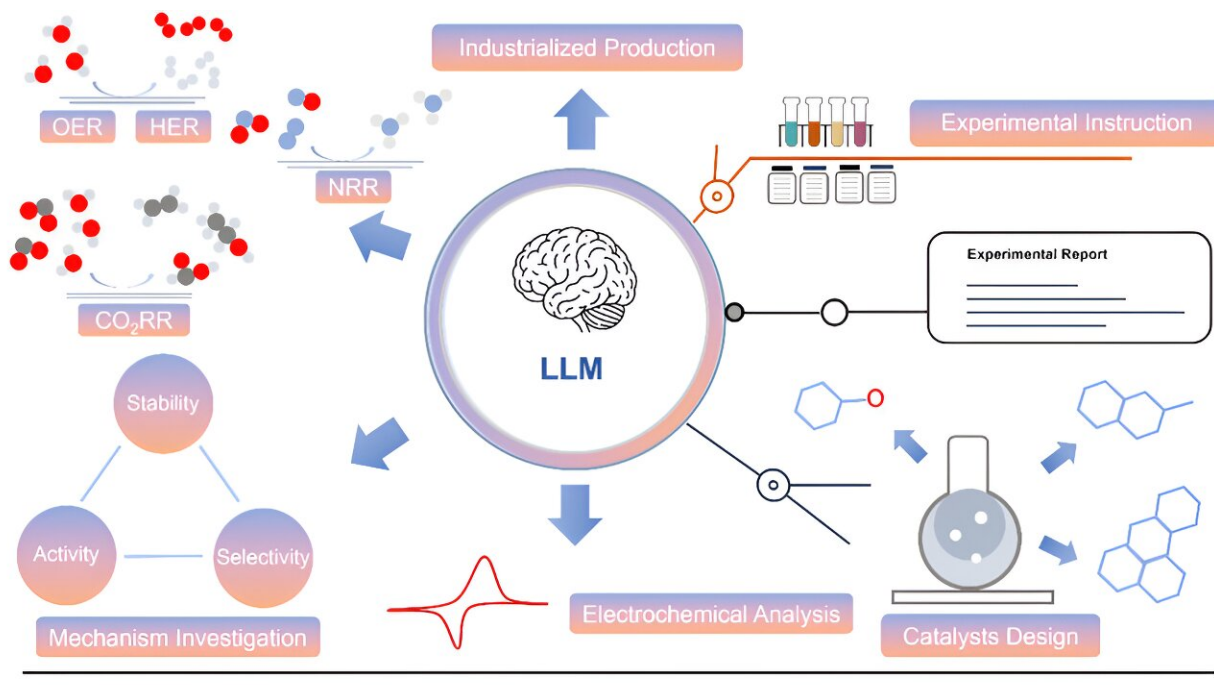 Industrialized Production
OER HER
NRR
CO₂RR
Experimental Instruction
Experimental Report
LLM
O
Stability
Activity
Selectivity
Mechanism Investigation
Electrochemical Analysis
Catalysts Design